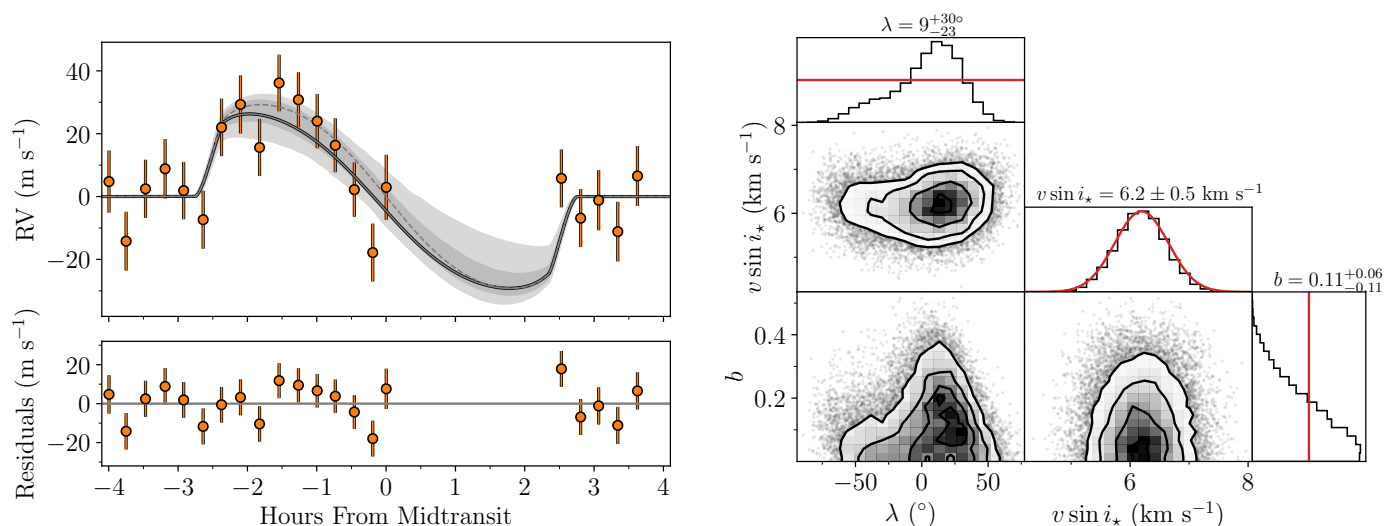 RV (m s⁻¹)
40
20
0
−20
Residuals (m s⁻¹)
20
0
−20
−4 −3 −2 −1 0 1 2 3 4
Hours From Midtransit
λ = 9⁺³⁰°₋₂₃
v sin i⋆ (km s⁻¹)
8
6
v sin i⋆ = 6.2 ± 0.5 km s⁻¹
b = 0.11⁺⁰·⁰⁶₋₀.₁₁
b
0.4
0.2
−50 0 50
λ (°)
6 8
v sin i⋆ (km s⁻¹)